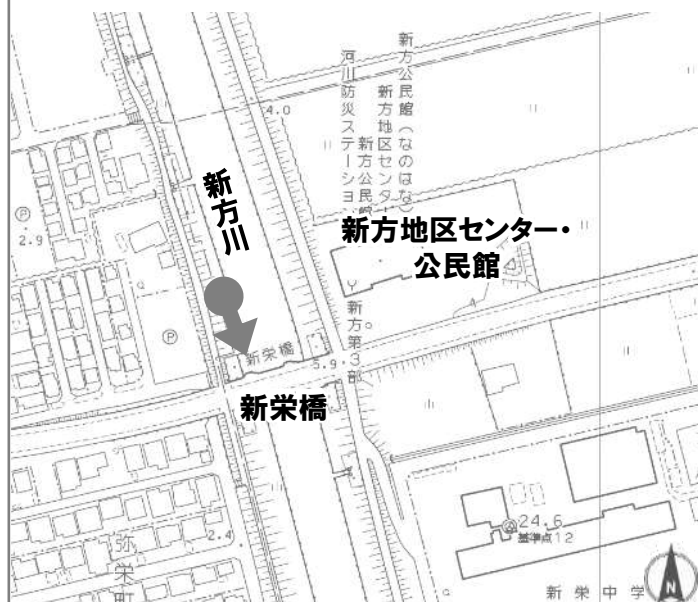 新方公民館(なのはな)
新方地区センター
新方公民館
河川防災ステーション
4.0
新方川
P
2.9
新方地区センター・
公民館
新方第3部
P
新栄橋
5.9
新栄橋
弥栄町
2.4
24.6
基準点12
新栄中学
N